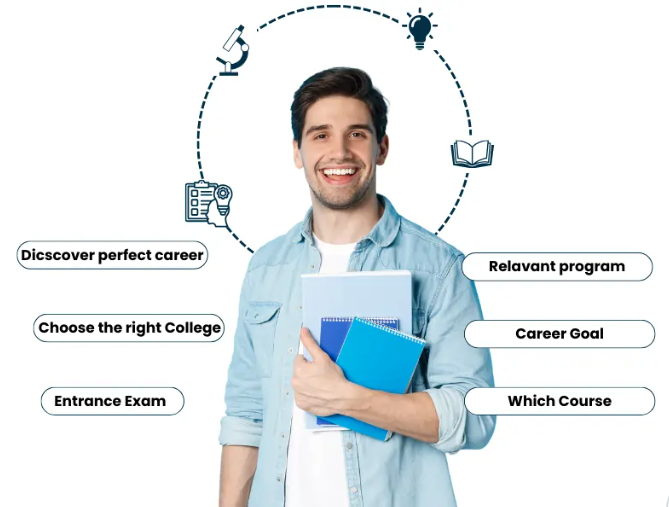 Dicscover perfect career
Relavant program
Choose the right College
Career Goal
Entrance Exam
Which Course